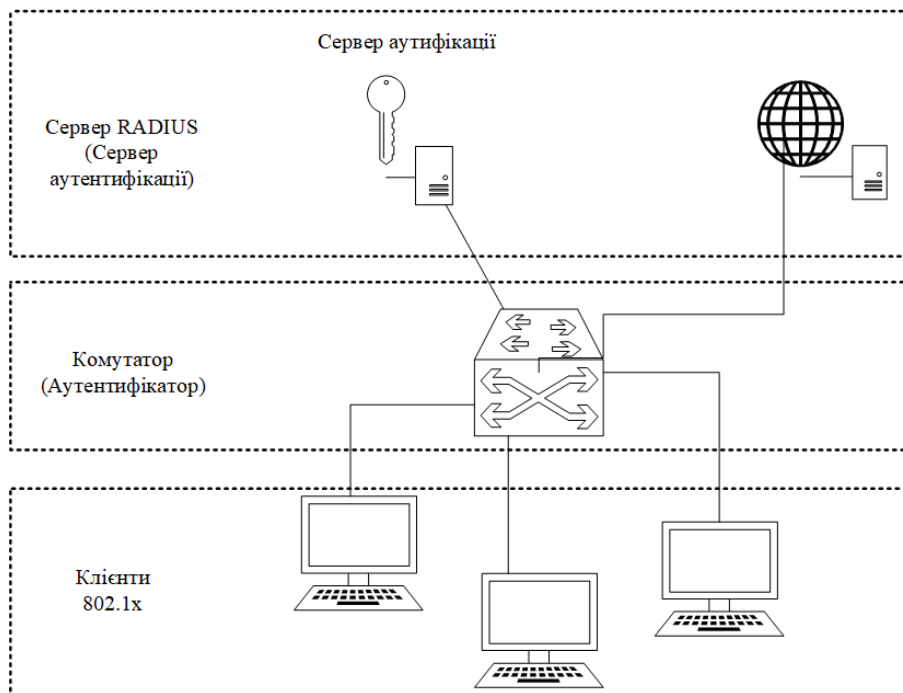 Сервер аутифікації
Сервер RADIUS
(Сервер
аутентифікації)
Комутатор
(Аутентифікатор)
Клієнти
802.1x